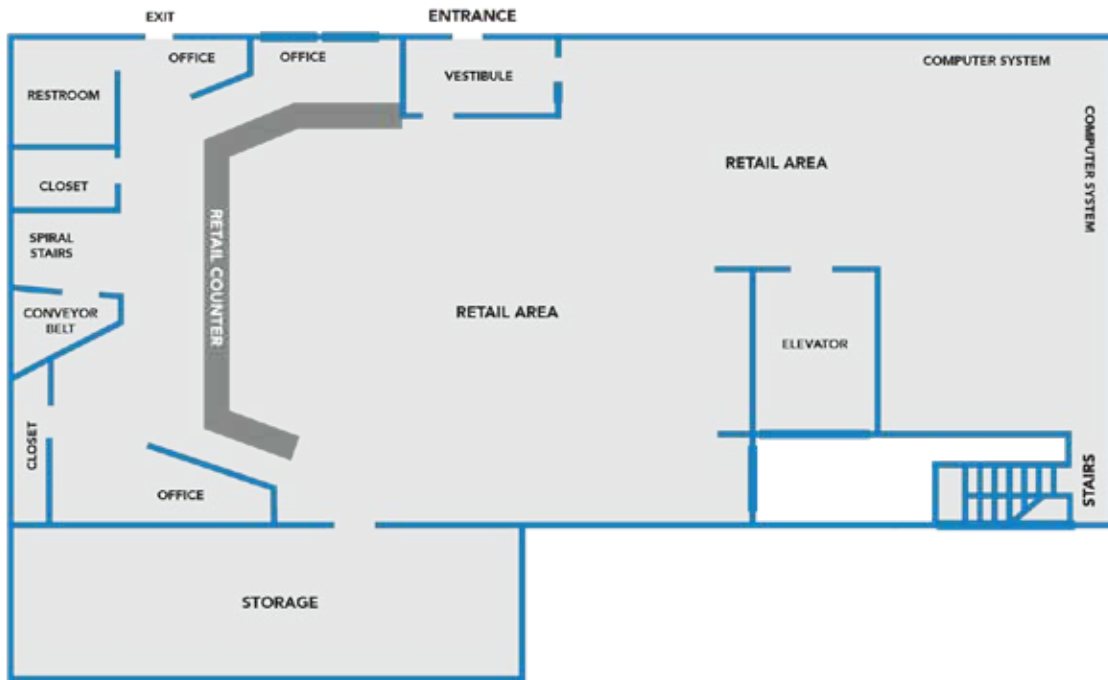 EXIT
ENTRANCE
OFFICE
OFFICE
VESTIBULE
COMPUTER SYSTEM
RESTROOM
COMPUTER SYSTEM
RETAIL AREA
CLOSET
RETAIL COUNTER
SPIRAL
STAIRS
CONVEYOR
BELT
RETAIL AREA
ELEVATOR
CLOSET
STAIRS
OFFICE
STORAGE